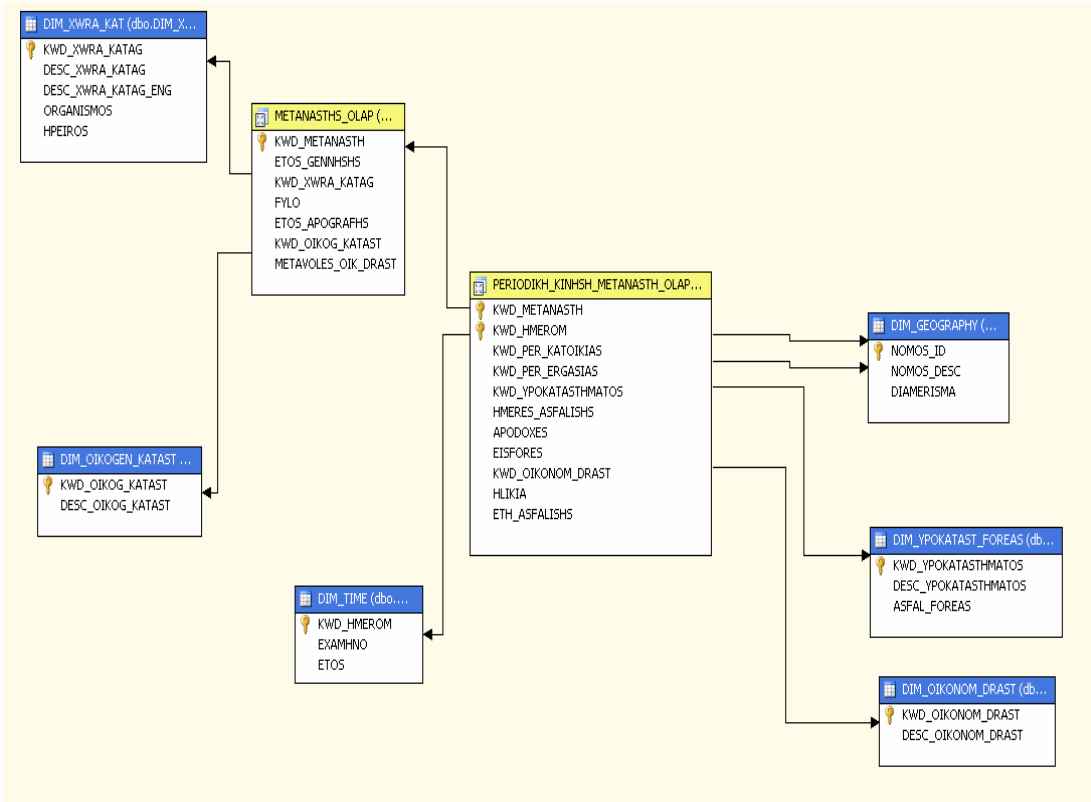 DIM_XWRA_KAT (dbo.DIM_X...
KWD_XWRA_KATAG
DESC_XWRA_KATAG
DESC_XWRA_KATAG_ENG
ORGANISMOS
HPEIROS
METANASTHS_OLAP (...
KWD_METANASTH
ETOS_GENNHSHS
KWD_XWRA_KATAG
FYLO
ETOS_APOGRAFHS
KWD_OIKOG_KATAST
METAVOLES_OIK_DRAST
PERIODIKH_KINHSH_METANASTH_OLAP...
KWD_METANASTH
KWD_HMEROM
KWD_PER_KATOIKIAS
KWD_PER_ERGASIAS
KWD_YPOKATASTHMATOS
HMERES_ASFALISHS
APODOXES
EISFORES
KWD_OIKONOM_DRAST
HLIKIA
ETH_ASFALISHS
DIM_GEOGRAPHY (...
NOMOS_ID
NOMOS_DESC
DIAMERISMA
DIM_OIKOGEN_KATAST ...
KWD_OIKOG_KATAST
DESC_OIKOG_KATAST
DIM_TIME (dbo....
KWD_HMEROM
EXAMHNO
ETOS
DIM_YPOKATAST_FOREAS (db...
KWD_YPOKATASTHMATOS
DESC_YPOKATASTHMATOS
ASFAL_FOREAS
DIM_OIKONOM_DRAST (db...
KWD_OIKONOM_DRAST
DESC_OIKONOM_DRAST